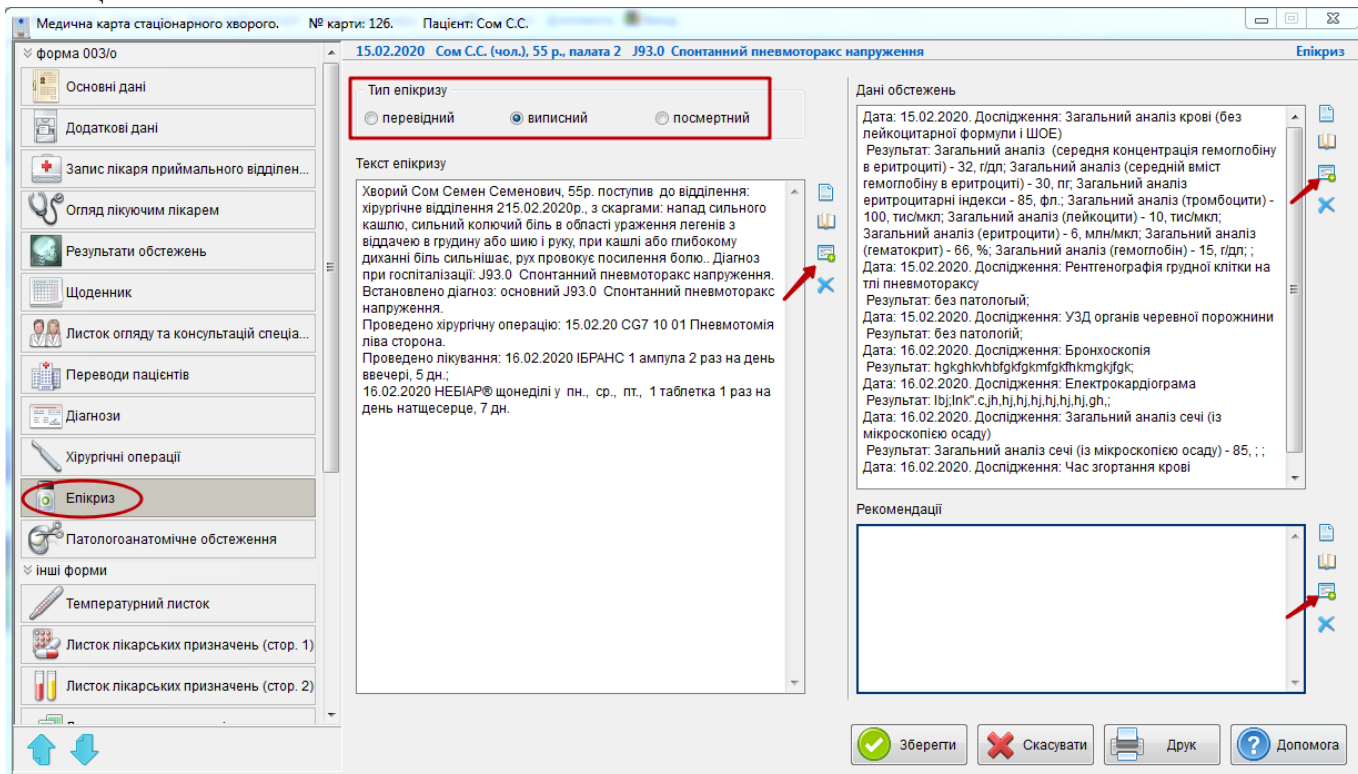 Медична карта стаціонарного хворого. № карти: 126. Пацієнт: Сом С.С.
форма 003/о
Основні дані
Додаткові дані
Запис лікаря приймального відділен...
Огляд лікуючим лікарем
Результати обстежень
Щоденник
Листок огляду та консультацій спеціа...
Переводи пацієнтів
Діагнози
Хірургічні операції
Епікриз
Патологоанатомічне обстеження
інші форми
Температурний листок
Листок лікарських призначень (стор. 1)
Листок лікарських призначень (стор. 2)
15.02.2020 Сом С.С. (чол.), 55 р., палата 2 J93.0 Спонтанний пневмоторакс напруження
Епікриз
Тип епікризу
перевідний
виписний
посмертний
Текст епікризу
Хворий Сом Семен Семенович, 55р. поступив до відділення:
хірургічне відділення 215.02.2020р., з скаргами: напад сильного
кашлю, сильний колючий біль в області ураження легенів з
віддачею в грудину або шию і руку, при кашлі або глибокому
диханні біль сильнішає, рух провокує посилення болю.. Діагноз
при госпіталізації: J93.0 Спонтанний пневмоторакс напруження.
Встановлено діагноз: основний J93.0 Спонтанний пневмоторакс
напруження.
Проведено хірургічну операцію: 15.02.20 CG7 10 01 Пневмотомія
ліва сторона.
Проведено лікування: 16.02.2020 ІБРАНС 1 ампула 2 раз на день
ввечері, 5 дн.;
16.02.2020 НЕБІАР® щонеділі у пн., ср., пт., 1 таблетка 1 раз на
день натщесерце, 7 дн.
Дані обстежень
Дата: 15.02.2020. Дослідження: Загальний аналіз крові (без
лейкоцитарної формули і ШОЕ)
Результат: Загальний аналіз (середня концентрація гемоглобіну
в еритроциті) - 32, г/дл; Загальний аналіз (середній вміст
гемоглобіну в еритроциті) - 30, пг; Загальний аналіз
еритроцитарні індекси - 85, фл.; Загальний аналіз (тромбоцити) -
100, тис/мкл; Загальний аналіз (лейкоцити) - 10, тис/мкл;
Загальний аналіз (еритроцити) - 6, млн/мкл; Загальний аналіз
(гематокрит) - 66, %; Загальний аналіз (гемоглобін) - 15, г/дл; ;
Дата: 15.02.2020. Дослідження: Рентгенографія грудної клітки на
тлі пневмотораксу
Результат: без патологый;
Дата: 15.02.2020. Дослідження: УЗД органів черевної порожнини
Результат: без патологій;
Дата: 16.02.2020. Дослідження: Бронхоскопія
Результат: hgkghkvhbfgkfgkmfgkfhkmgkjfgk;
Дата: 16.02.2020. Дослідження: Електрокардіограма
Результат: lbj;lnk".c,jh,hj,hj,hj,hj,hj,hj,gh,;
Дата: 16.02.2020. Дослідження: Загальний аналіз сечі (із
мікроскопією осаду)
Результат: Загальний аналіз сечі (із мікроскопією осаду) - 85, ; ;
Дата: 16.02.2020. Дослідження: Час згортання крові
Рекомендації
Зберегти
Скасувати
Друк
Допомога